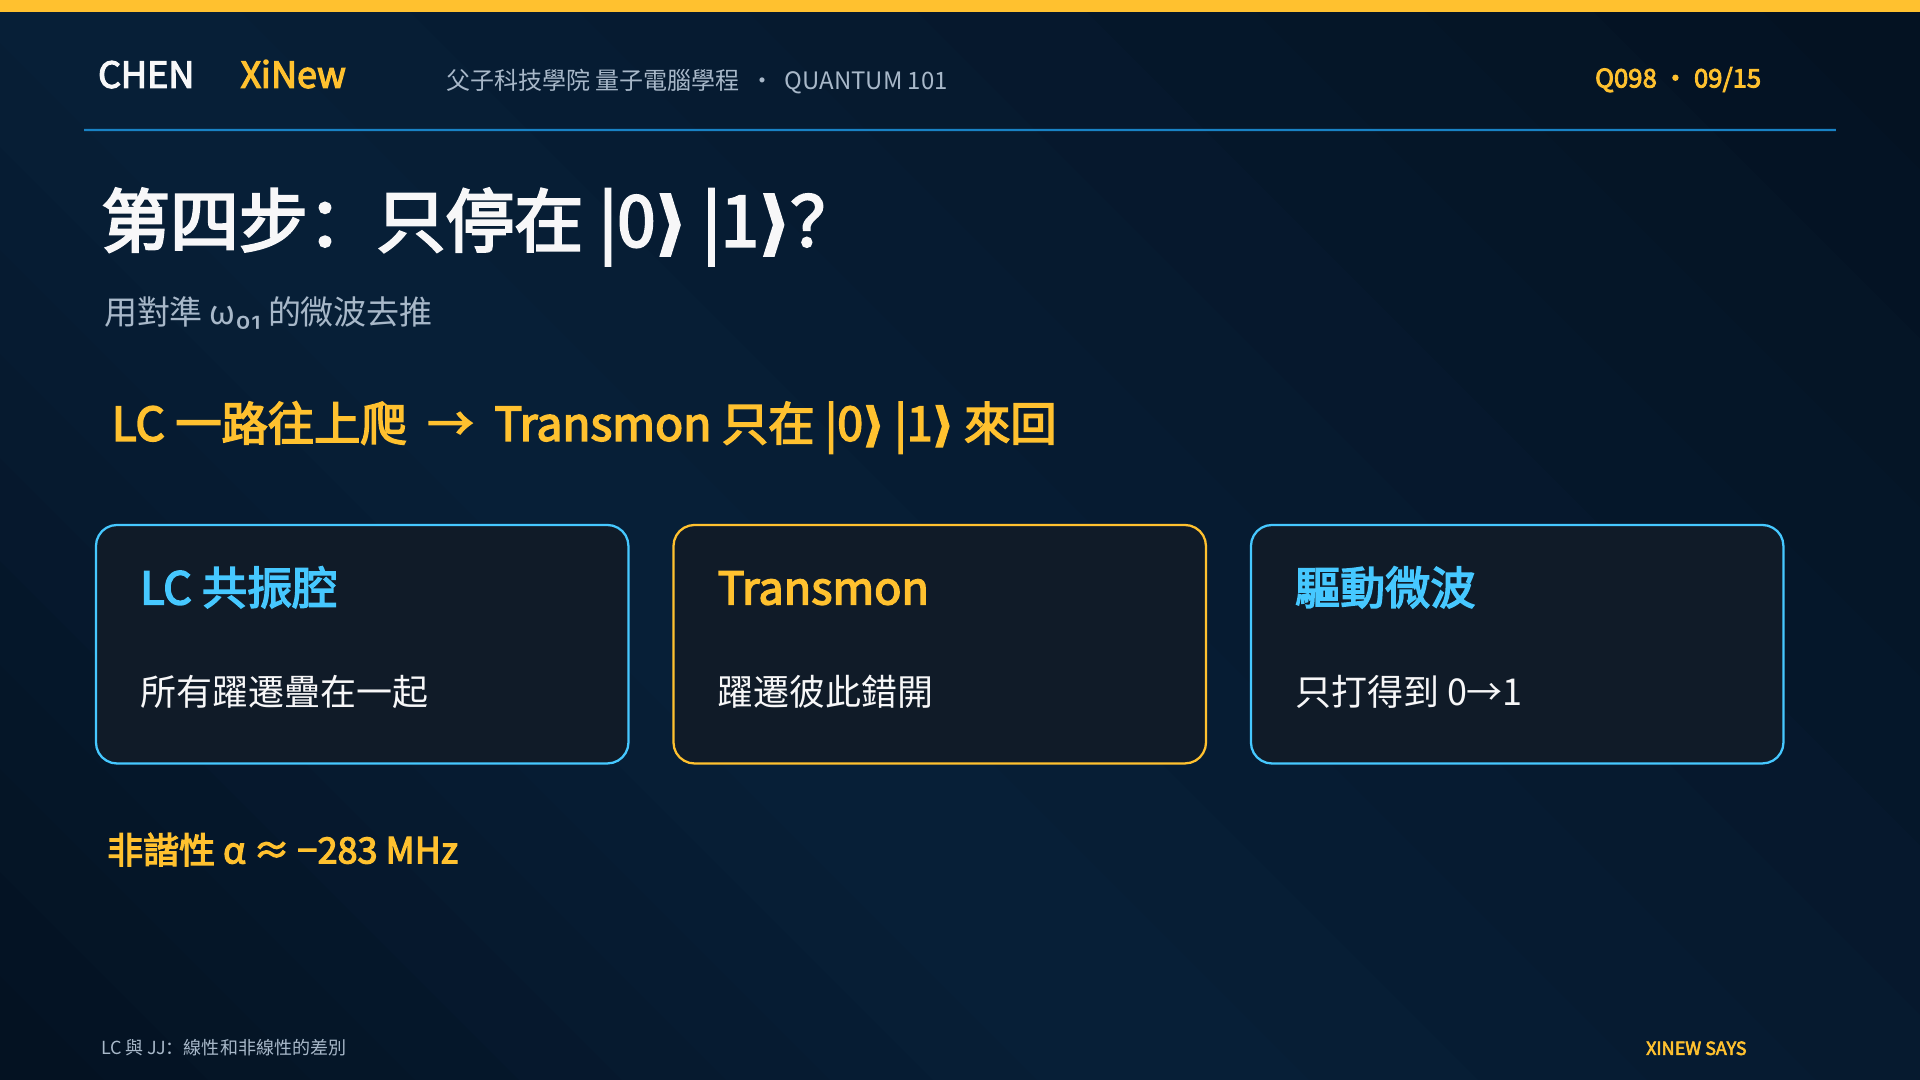 CHEN XiNew 父子科技學院 量子電腦學程 · QUANTUM 101 Q098 · 09/15
第四步：只停在 |0⟩ |1⟩？
用對準 ω₀₁ 的微波去推
LC 一路往上爬 → Transmon 只在 |0⟩ |1⟩ 來回
LC 共振腔
所有躍遷疊在一起
Transmon
躍遷彼此錯開
驅動微波
只打得到 0→1
非諧性 α ≈ −283 MHz
LC 與 JJ：線性和非線性的差別
XINEW SAYS